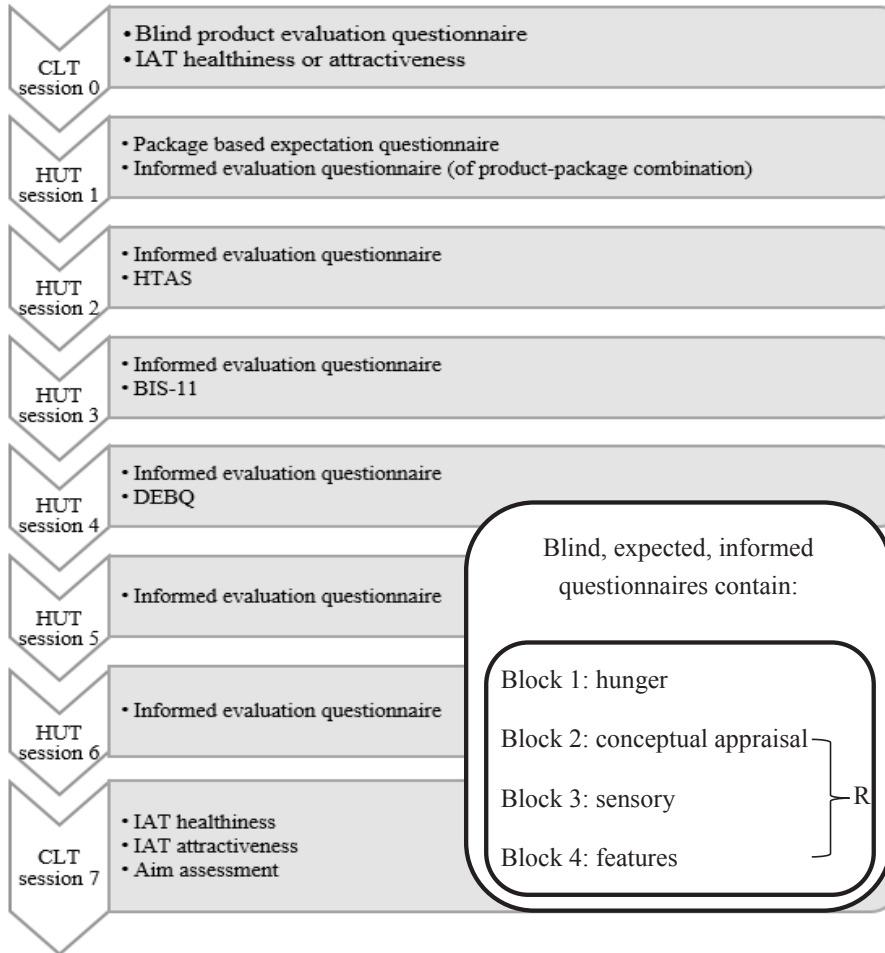 CLT
session 0
• Blind product evaluation questionnaire
• IAT healthiness or attractiveness
HUT
session 1
• Package based expectation questionnaire
• Informed evaluation questionnaire (of product-package combination)
HUT
session 2
• Informed evaluation questionnaire
• HTAS
HUT
session 3
• Informed evaluation questionnaire
• BIS-11
HUT
session 4
• Informed evaluation questionnaire
• DEBQ
HUT
session 5
• Informed evaluation questionnaire
HUT
session 6
• Informed evaluation questionnaire
CLT
session 7
• IAT healthiness
• IAT attractiveness
• Aim assessment
Blind, expected, informed
questionnaires contain:
Block 1: hunger
Block 2: conceptual appraisal
Block 3: sensory
R
Block 4: features